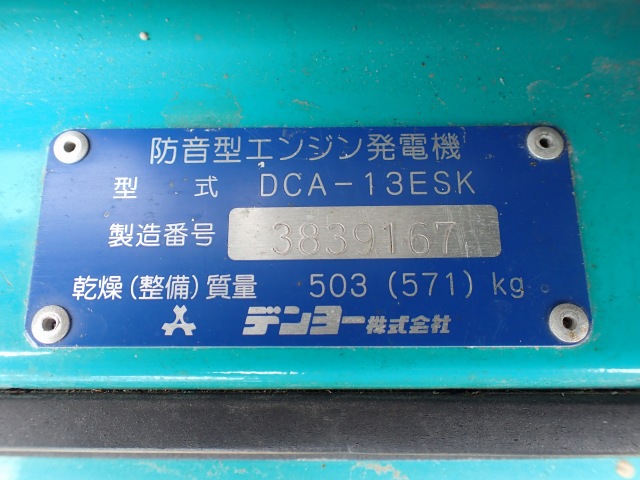 防音型エンジン発電機
型 式 DCA-13ESK
製造番号 3839167
乾燥(整備)質量 503 (571) kg
デンヨー株式会社